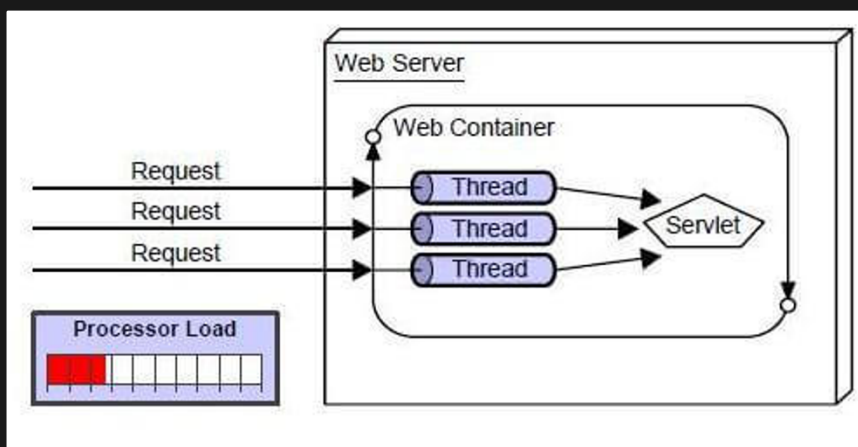 Web Server
Web Container
Request
Thread
Request
Thread
Servlet
Request
Thread
Processor Load